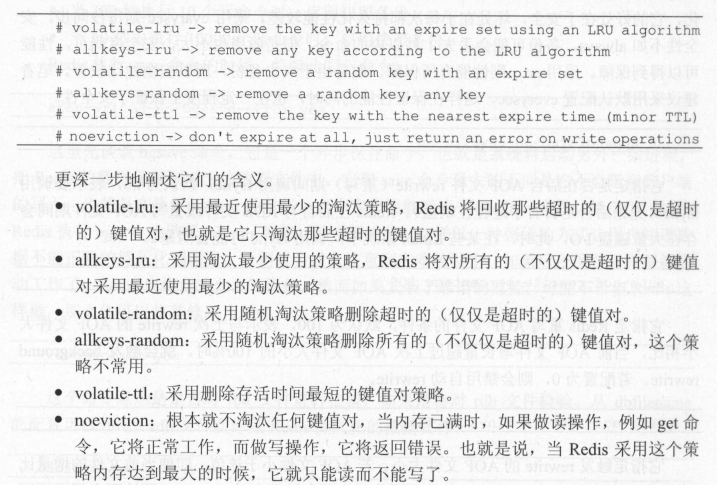 # volatile-lru -> remove the key with an expire set using an LRU algorithm
# allkeys-lru -> remove any key according to the LRU algorithm
# volatile-random -> remove a random key with an expire set
# allkeys-random -> remove a random key, any key
# volatile-ttl -> remove the key with the nearest expire time (minor TTL)
# noeviction -> don't expire at all, just return an error on write operations
更深一步地阐述它们的含义。
● volatile-lru：采用最近使用最少的淘汰策略，Redis 将回收那些超时的（仅仅是超时
的）键值对，也就是它只淘汰那些超时的键值对。
● allkeys-lru：采用淘汰最少使用的策略，Redis 将对所有的（不仅仅是超时的）键值
对采用最近使用最少的淘汰策略。
● volatile-random：采用随机淘汰策略删除超时的（仅仅是超时的）键值对。
● allkeys-random：采用随机淘汰策略删除所有的（不仅仅是超时的）键值对，这个策
略不常用。
● volatile-ttl：采用删除存活时间最短的键值对策略。
● noeviction：根本就不淘汰任何键值对，当内存已满时，如果做读操作，例如 get 命
令，它将正常工作，而做写操作，它将返回错误。也就是说，当 Redis 采用这个策
略内存达到最大的时候，它就只能读而不能写了。